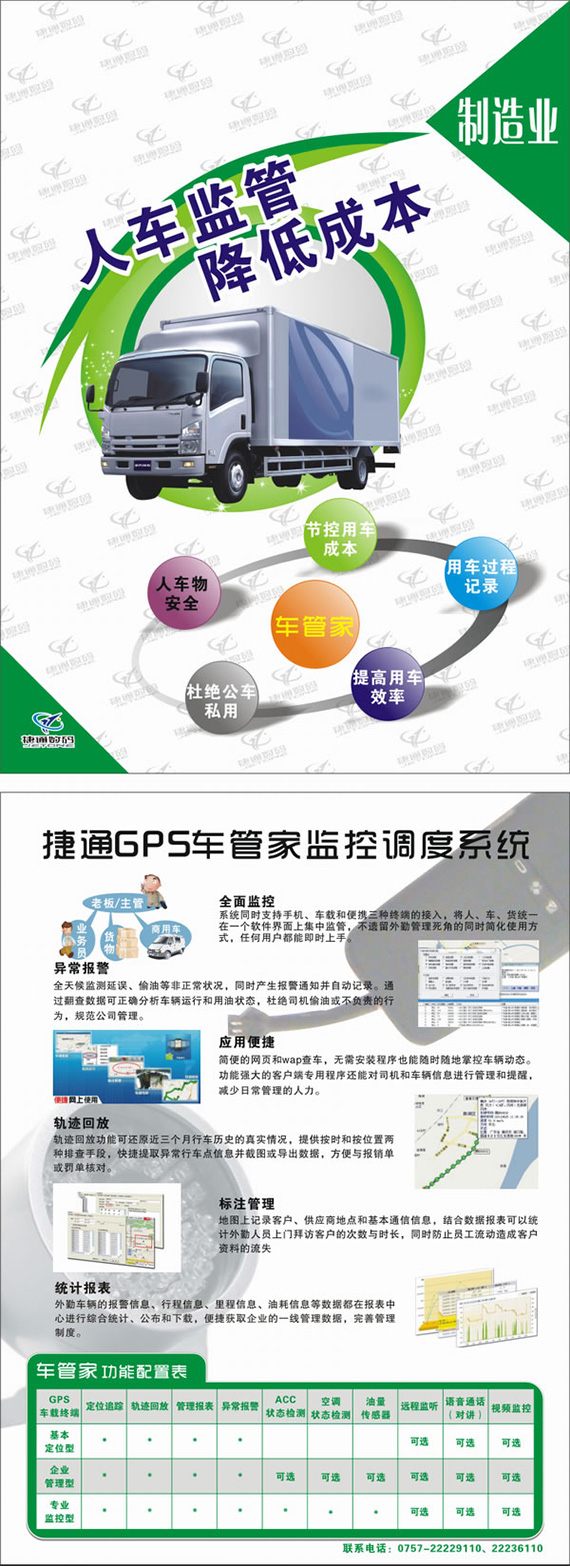 制造业
人车监管
降低成本
节控用车
成本
用车过程
记录
人车物
安全
车管家
提高用车
效率
杜绝公车
私用
捷通数码
JIETONE
捷通GPS车管家监控调度系统
老板/主管
业务员
货物
商用车
全面监控
系统同时支持手机、车载和便携三种终端的接入，将人、车、货统一
在一个软件界面上集中监管，不遗留外勤管理死角的同时简化使用方
式，任何用户都能即时上手。
异常报警
全天候监测延误、偷油等非正常状况，同时产生报警通知并自动记录。通
过翻查数据可正确分析车辆运行和用油状态，杜绝司机偷油或不负责的行
为，规范公司管理。
应用便捷
简便的网页和wap查车，无需安装程序也能随时随地掌控车辆动态。
功能强大的客户端专用程序还能对司机和车辆信息进行管理和提醒，
减少日常管理的人力。
便捷网上使用
轨迹回放
轨迹回放功能可还原近三个月行车历史的真实情况，提供按时和按位置两
种排查手段，快捷提取异常行车点信息并截图或导出数据，方便与报销单
或罚单核对。
标注管理
地图上记录客户、供应商地点和基本通信信息，结合数据报表可以统
计外勤人员上门拜访客户的次数与时长，同时防止员工流动造成客户
资料的流失
统计报表
外勤车辆的报警信息、行程信息、里程信息、油耗信息等数据都在报表中
心进行综合统计、公布和下载，便捷获取企业的一线管理数据，完善管理
制度。
车管家功能配置表
GPS
车载终端 定位追踪 轨迹回放 管理报表 异常报警 ACC
状态检测 空调
状态检测 油量
传感器 远程监听 语音通话
（对讲） 视频监控
基本
定位型 * * * * 可选 可选 可选
企业
管理型 * * * * 可选 可选 可选 可选 可选 可选
专业
监控型 * * * * * * * 可选 可选 可选
联系电话：0757-22229110、22236110